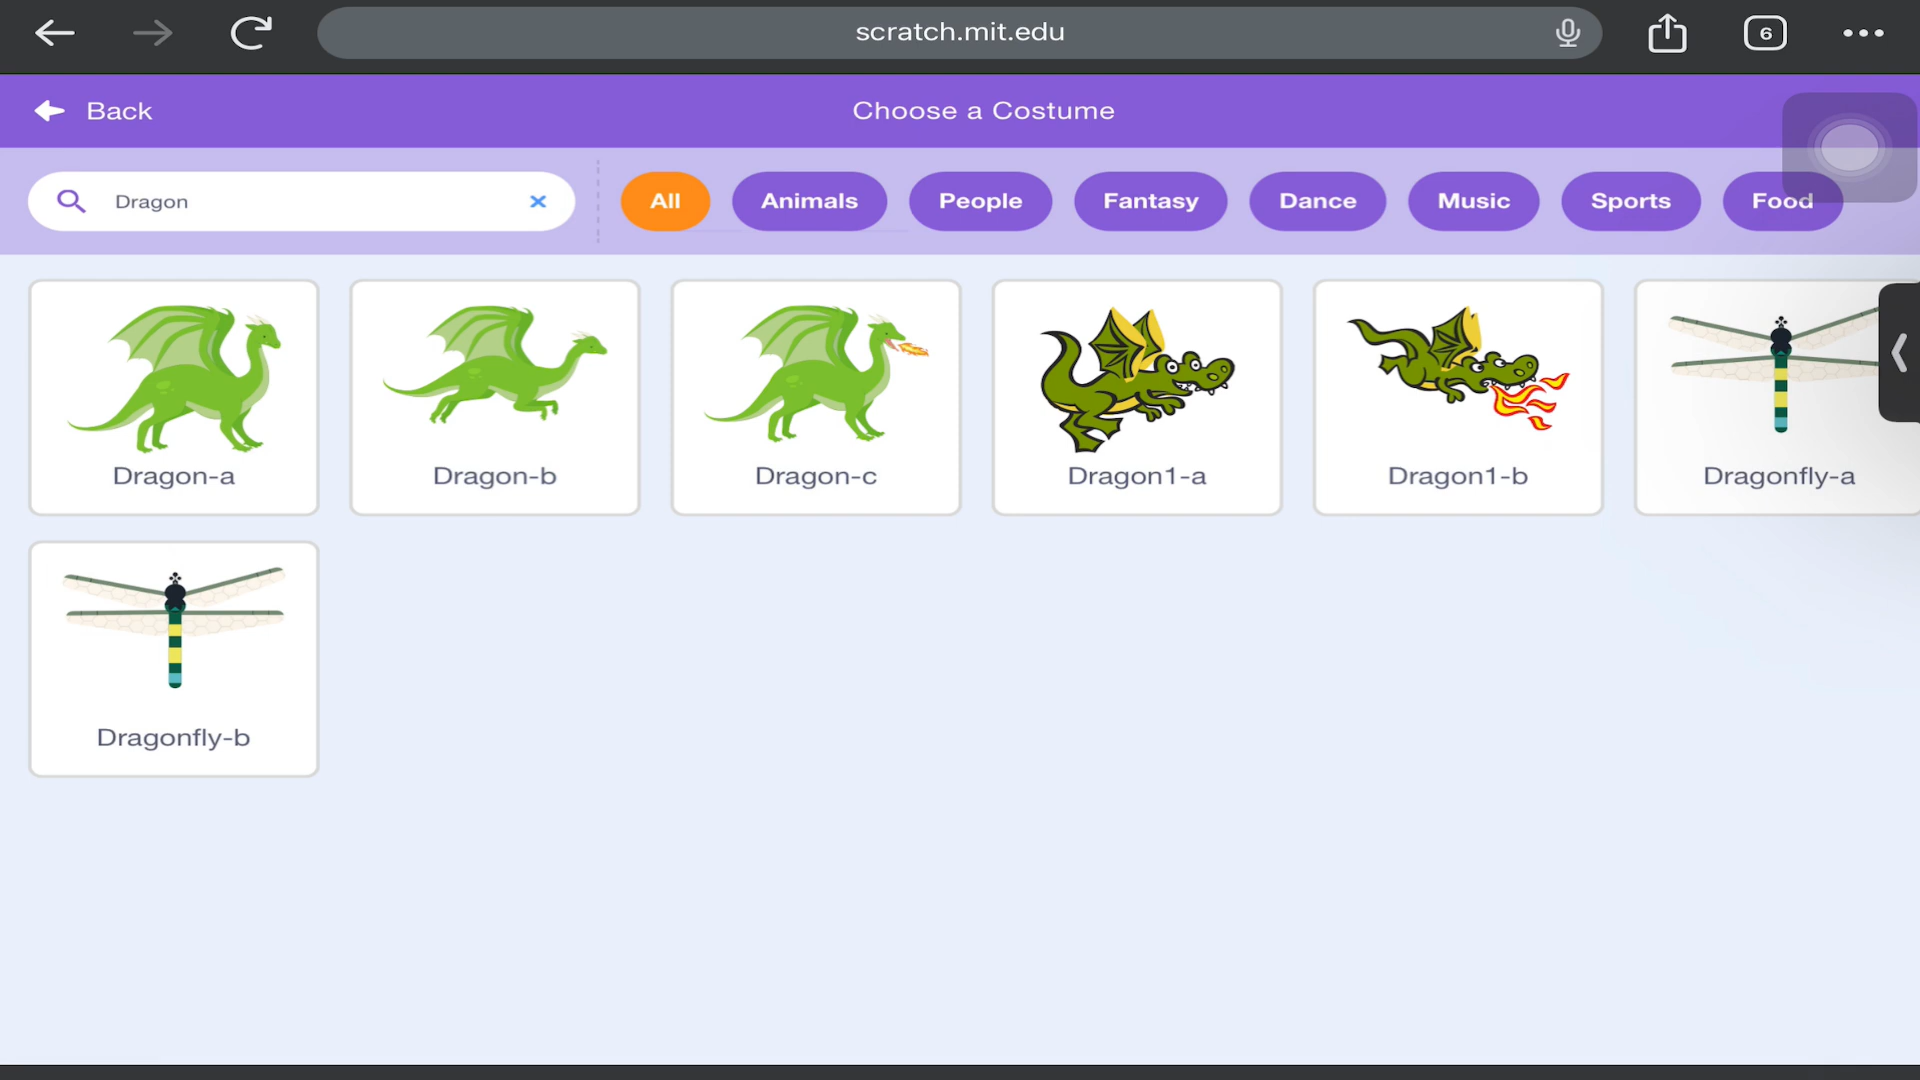 scratch.mit.edu
6
Back
Choose a Costume
Dragon
All
Animals
People
Fantasy
Dance
Music
Sports
Food
Dragon-a
Dragon-b
Dragon-c
Dragon1-a
Dragon1-b
Dragonfly-a
Dragonfly-b